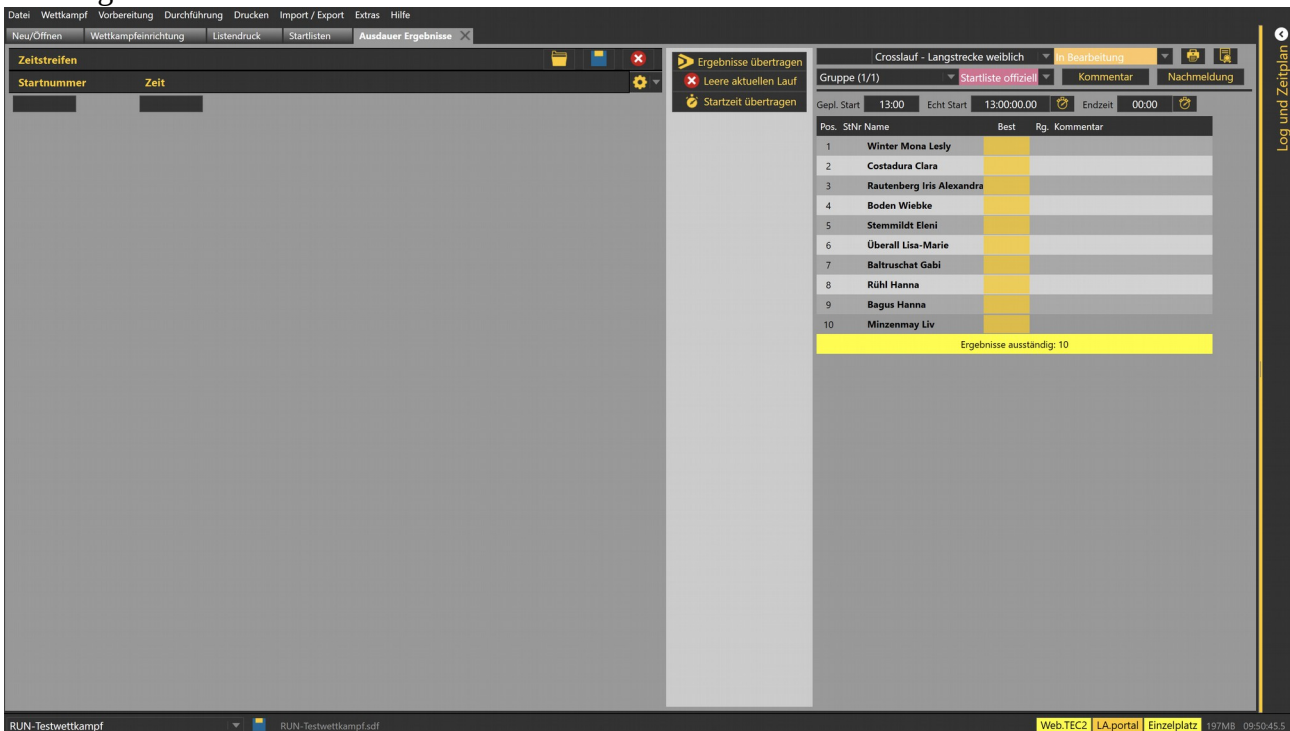 Datei Wettkampf Vorbereitung Durchführung Drucken Import / Export Extras Hilfe
Neu/Öffnen Wettkampfeinrichtung Listendruck Startlisten Ausdauer Ergebnisse
Zeitstreifen
Startnummer Zeit
Ergebnisse übertragen
Leere aktuellen Lauf
Startzeit übertragen
Crosslauf - Langstrecke weiblich In Bearbeitung
Gruppe (1/1) Startliste offiziell Kommentar Nachmeldung
Gepl. Start 13:00 Echt Start 13:00:00.00 Endzeit 00:00
Pos. StNr Name Best Rg. Kommentar
1 Winter Mona Lesly
2 Costadura Clara
3 Rautenberg Iris Alexandra
4 Boden Wiebke
5 Stemmildt Eleni
6 Überall Lisa-Marie
7 Baltruschat Gabi
8 Rühl Hanna
9 Bagus Hanna
10 Minzenmay Liv
Ergebnisse ausständig: 10
Log und Zeitplan
RUN-Testwettkampf RUN-Testwettkampf.sdf Web.TEC2 LA.portal Einzelplatz 197MB 09:50:45.5